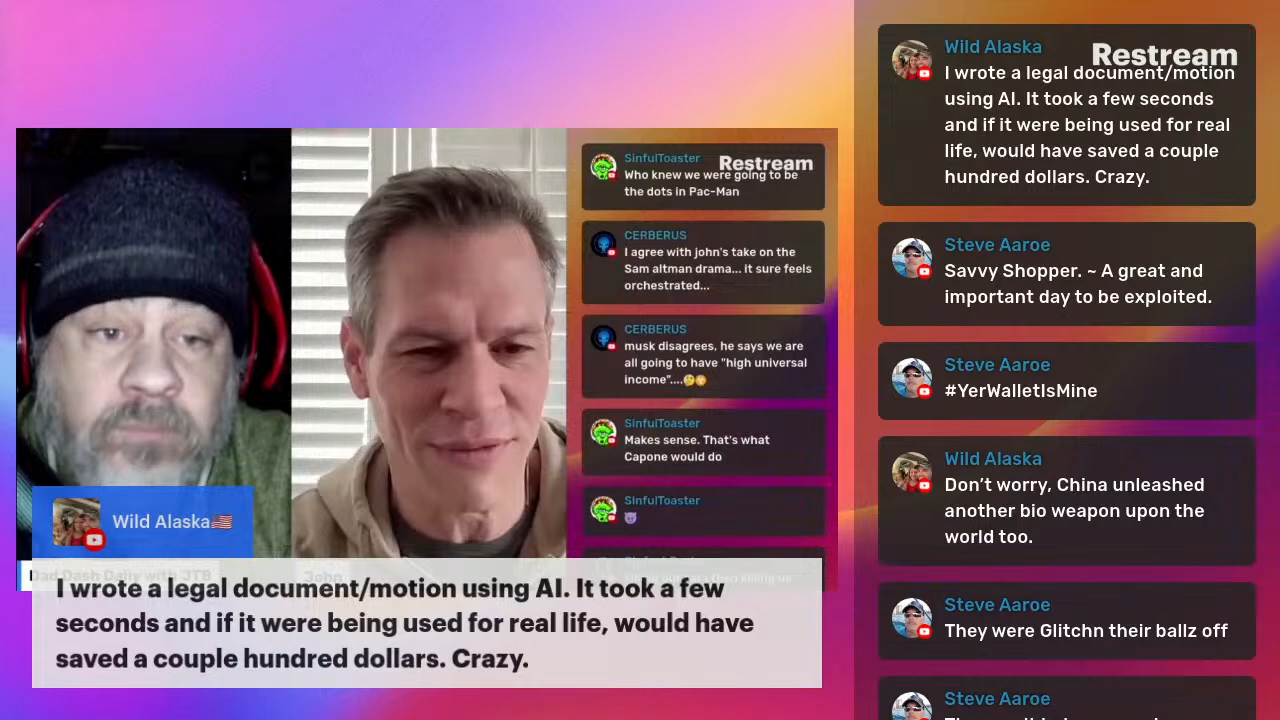 SinfulToaster
Restream
Who knew we were going to be
the dots in Pac-Man
CERBERUS
I agree with john's take on the
Sam altman drama... it sure feels
orchestrated...
CERBERUS
musk disagrees, he says we are
all going to have "high universal
income"....🤔😳
SinfulToaster
Makes sense. That's what
Capone would do
SinfulToaster
😈
Wild Alaska🇺🇸
Dad Dash Daily with JTB
John
I wrote a legal document/motion using AI. It took a few
seconds and if it were being used for real life, would have
saved a couple hundred dollars. Crazy.
Wild Alaska
Restream
I wrote a legal document/motion
using AI. It took a few seconds
and if it were being used for real
life, would have saved a couple
hundred dollars. Crazy.
Steve Aaroe
Savvy Shopper. ~ A great and
important day to be exploited.
Steve Aaroe
#YerWalletIsMine
Wild Alaska
Don’t worry, China unleashed
another bio weapon upon the
world too.
Steve Aaroe
They were Glitchn their ballz off
Steve Aaroe